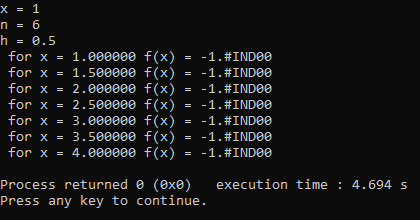 x = 1
n = 6
h = 0.5
for x = 1.000000 f(x) = -1.#IND00
for x = 1.500000 f(x) = -1.#IND00
for x = 2.000000 f(x) = -1.#IND00
for x = 2.500000 f(x) = -1.#IND00
for x = 3.000000 f(x) = -1.#IND00
for x = 3.500000 f(x) = -1.#IND00
for x = 4.000000 f(x) = -1.#IND00
Process returned 0 (0x0)   execution time : 4.694 s
Press any key to continue.